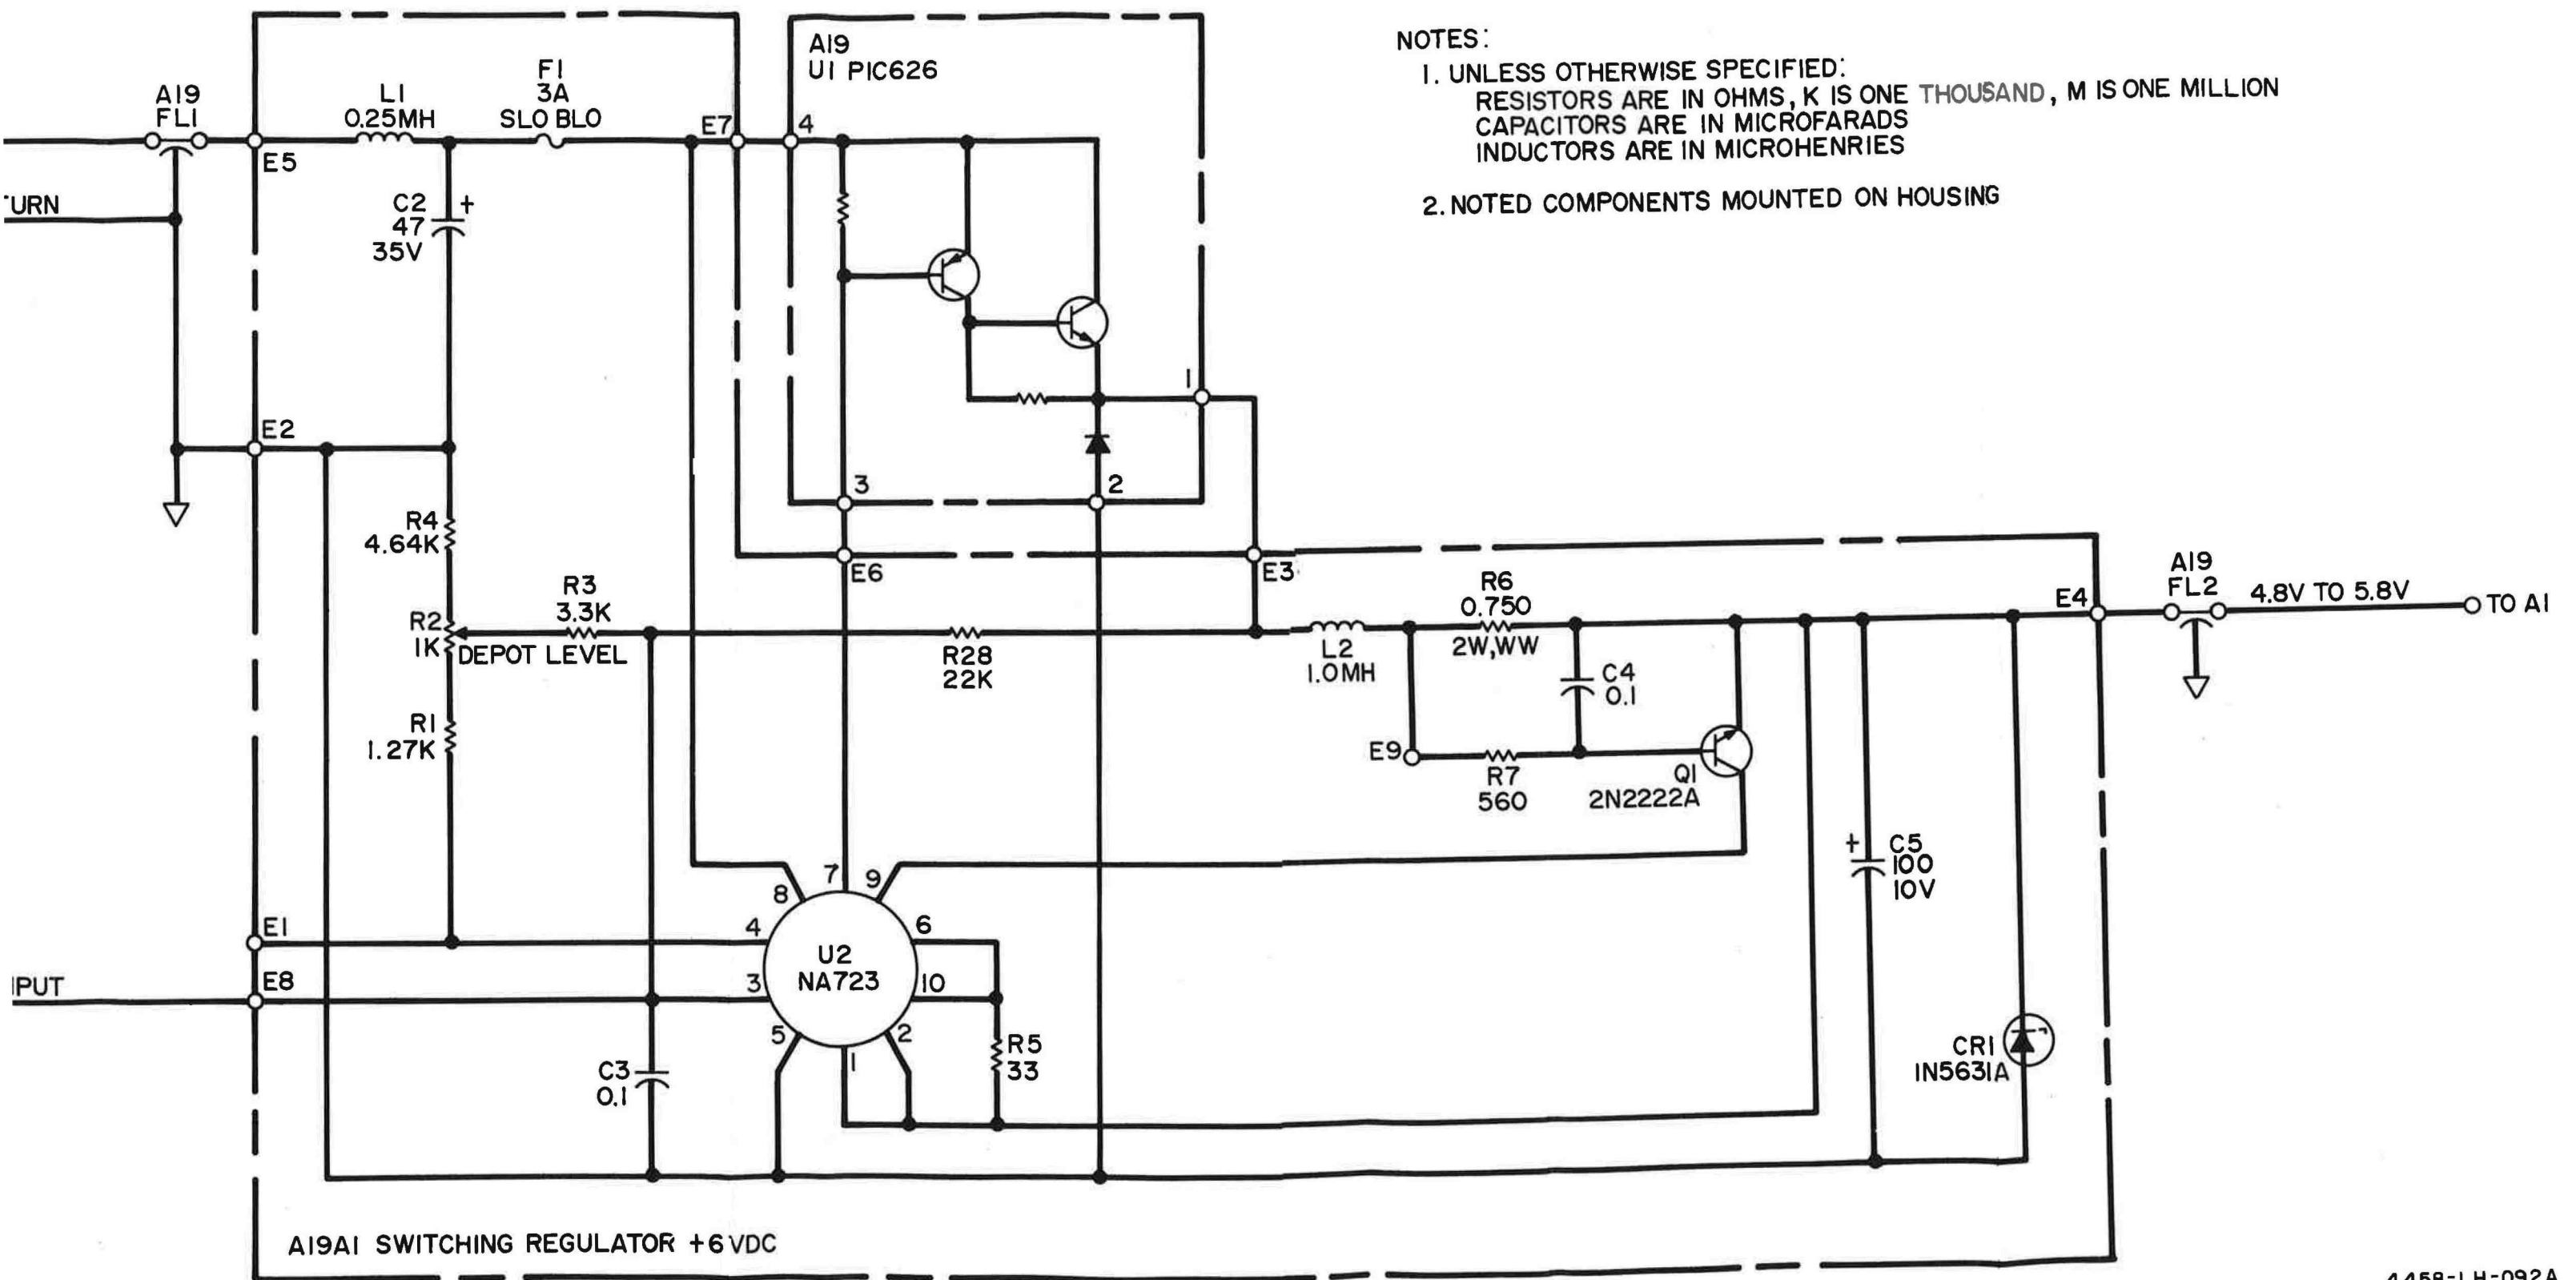 NOTES:
1. UNLESS OTHERWISE SPECIFIED:
RESISTORS ARE IN OHMS, K IS ONE THOUSAND, M IS ONE MILLION
CAPACITORS ARE IN MICROFARADS
INDUCTORS ARE IN MICROHENRIES
2. NOTED COMPONENTS MOUNTED ON HOUSING
A19
U1 PIC626
A19
FL1
L1
0.25MH
F1
3A
SLO BLO
E7
4
E5
TURN
C2
47
35V
+
1
E2
3
2
R4
4.64K
E6
E3
R3
3.3K
R2
1K
DEPOT LEVEL
R28
22K
L2
1.0MH
R6
0.750
2W,WW
C4
0.1
E4
A19
FL2
4.8V TO 5.8V
TO A1
R1
1.27K
E9
R7
560
Q1
2N2222A
+
C5
100
10V
7
8
9
E1
4
6
U2
NA723
IPUT
E8
3
10
5
2
1
R5
33
C3
0.1
CR1
1N5631A
A19A1 SWITCHING REGULATOR +6 VDC
4458-LH-092A